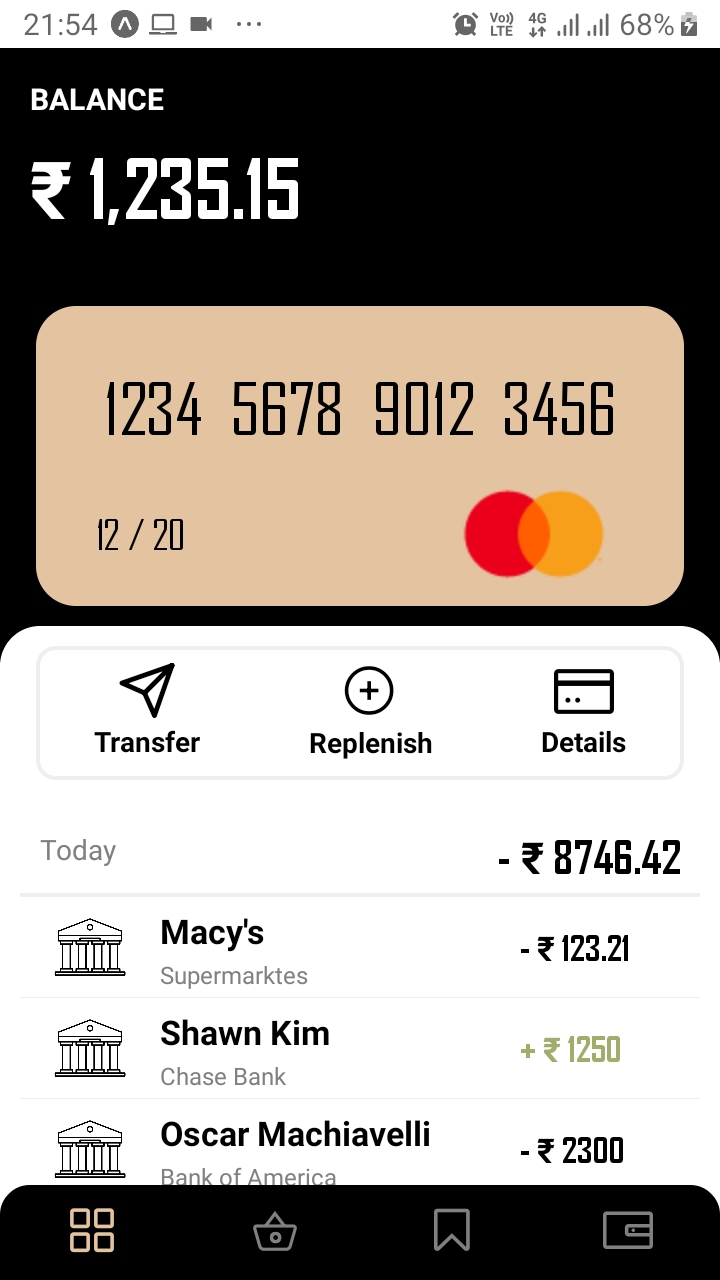 21:54 ... Vo)) LTE 4G 68%
BALANCE
₹ 1,235.15
1234 5678 9012 3456
12 / 20
Transfer Replenish Details
Today - ₹ 8746.42
Macy's - ₹ 123.21
Supermarktes
Shawn Kim + ₹ 1250
Chase Bank
Oscar Machiavelli - ₹ 2300
Bank of America